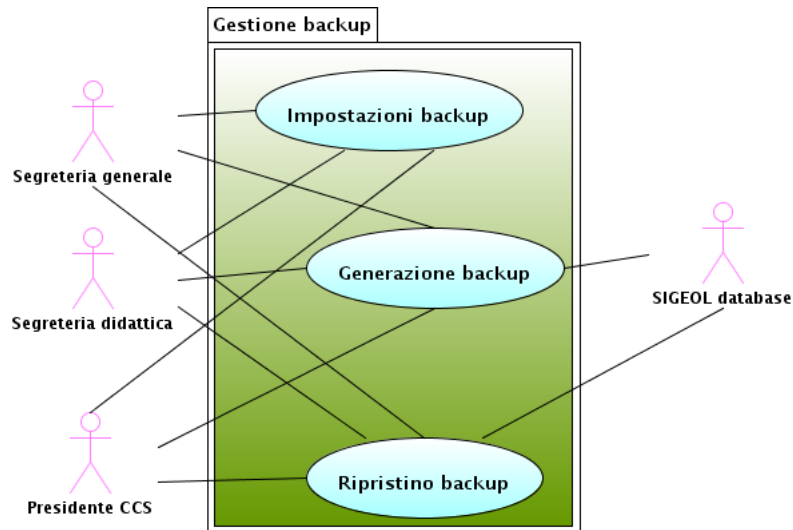 Gestione backup
Impostazioni backup
Segreteria generale
Generazione backup
SIGEOL database
Segreteria didattica
Ripristino backup
Presidente CCS